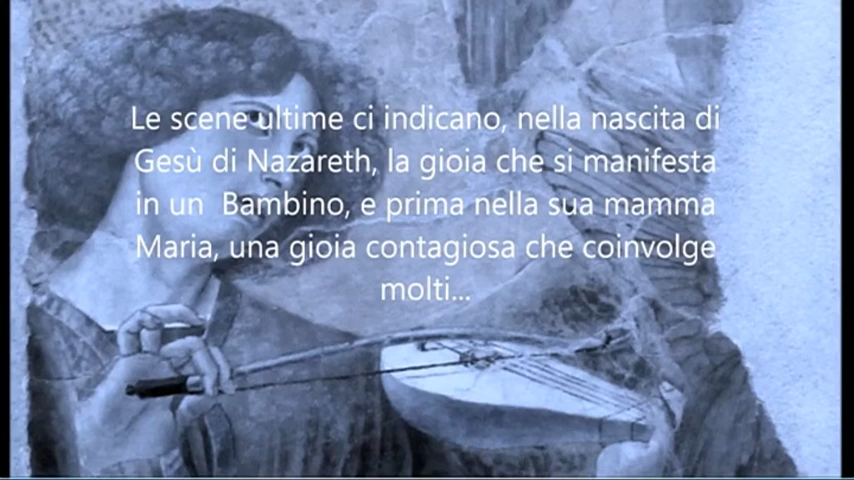 Le scene ultime ci indicano, nella nascita di
Gesù di Nazareth, la gioia che si manifesta
in un  Bambino, e prima nella sua mamma
Maria, una gioia contagiosa che coinvolge
molti...